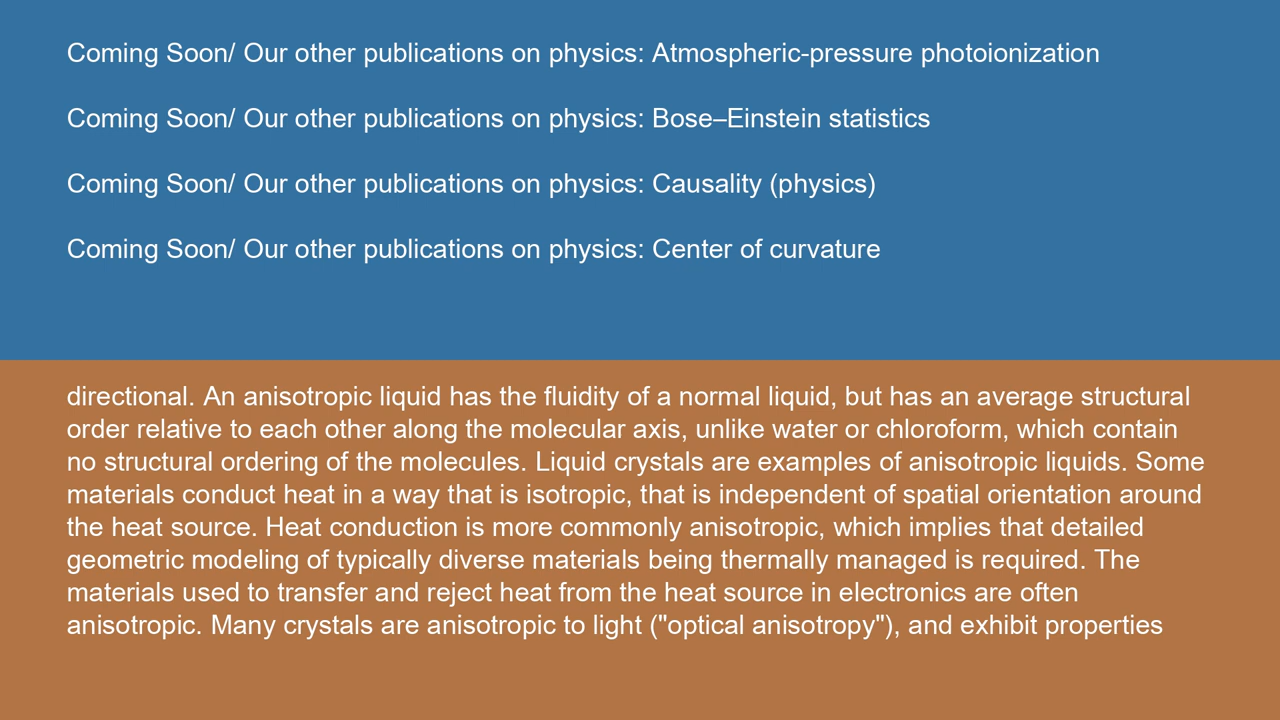 Coming Soon/ Our other publications on physics: Atmospheric-pressure photoionization
Coming Soon/ Our other publications on physics: Bose–Einstein statistics
Coming Soon/ Our other publications on physics: Causality (physics)
Coming Soon/ Our other publications on physics: Center of curvature
directional. An anisotropic liquid has the fluidity of a normal liquid, but has an average structural
order relative to each other along the molecular axis, unlike water or chloroform, which contain
no structural ordering of the molecules. Liquid crystals are examples of anisotropic liquids. Some
materials conduct heat in a way that is isotropic, that is independent of spatial orientation around
the heat source. Heat conduction is more commonly anisotropic, which implies that detailed
geometric modeling of typically diverse materials being thermally managed is required. The
materials used to transfer and reject heat from the heat source in electronics are often
anisotropic. Many crystals are anisotropic to light ("optical anisotropy"), and exhibit properties